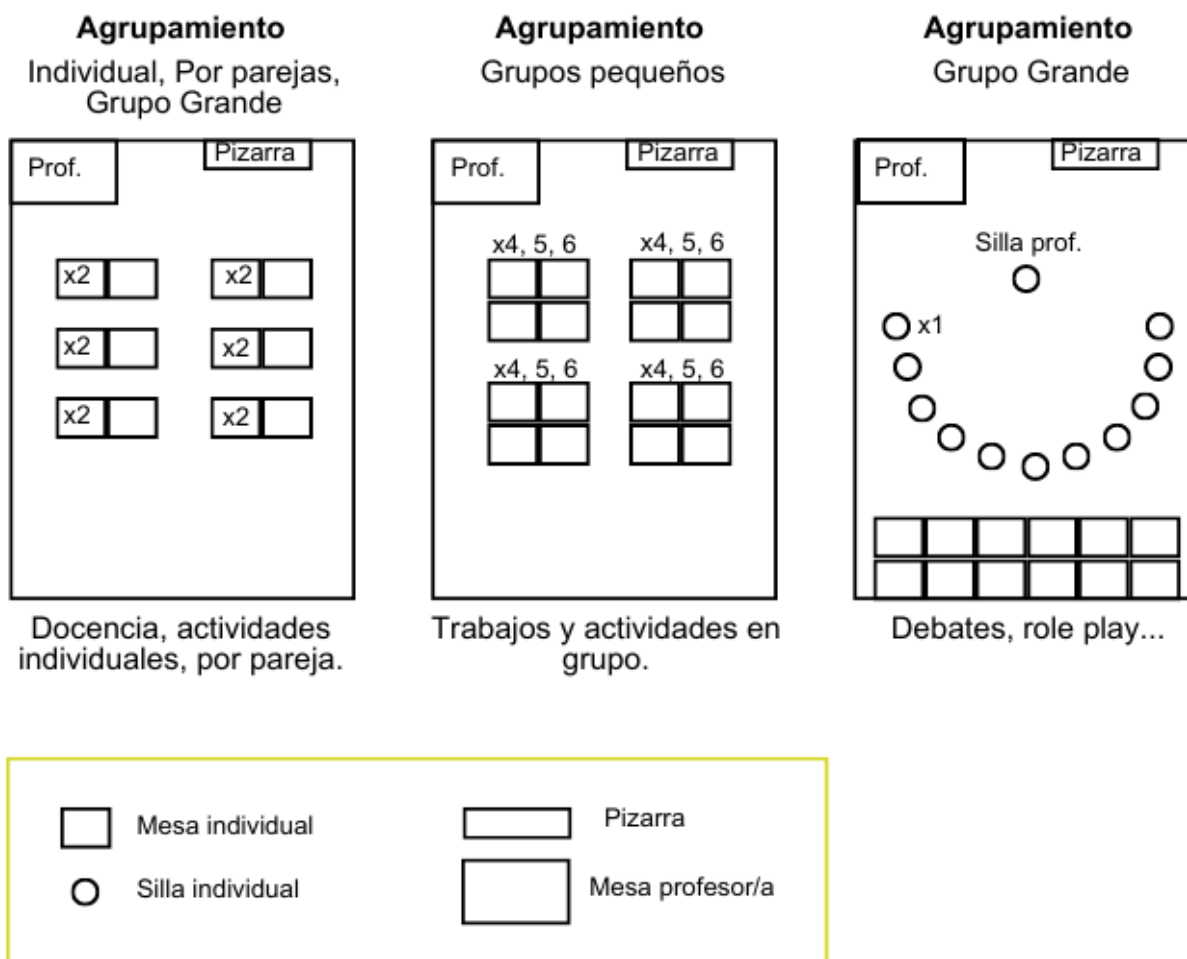 Agrupamiento
Individual, Por parejas,
Grupo Grande
Prof.
Pizarra
x2
x2
x2
x2
x2
x2
Docencia, actividades
individuales, por pareja.
Agrupamiento
Grupos pequeños
Prof.
Pizarra
x4, 5, 6
x4, 5, 6
x4, 5, 6
x4, 5, 6
Trabajos y actividades en
grupo.
Agrupamiento
Grupo Grande
Prof.
Pizarra
Silla prof.
x1
Debates, role play...
Mesa individual
Silla individual
Pizarra
Mesa profesor/a